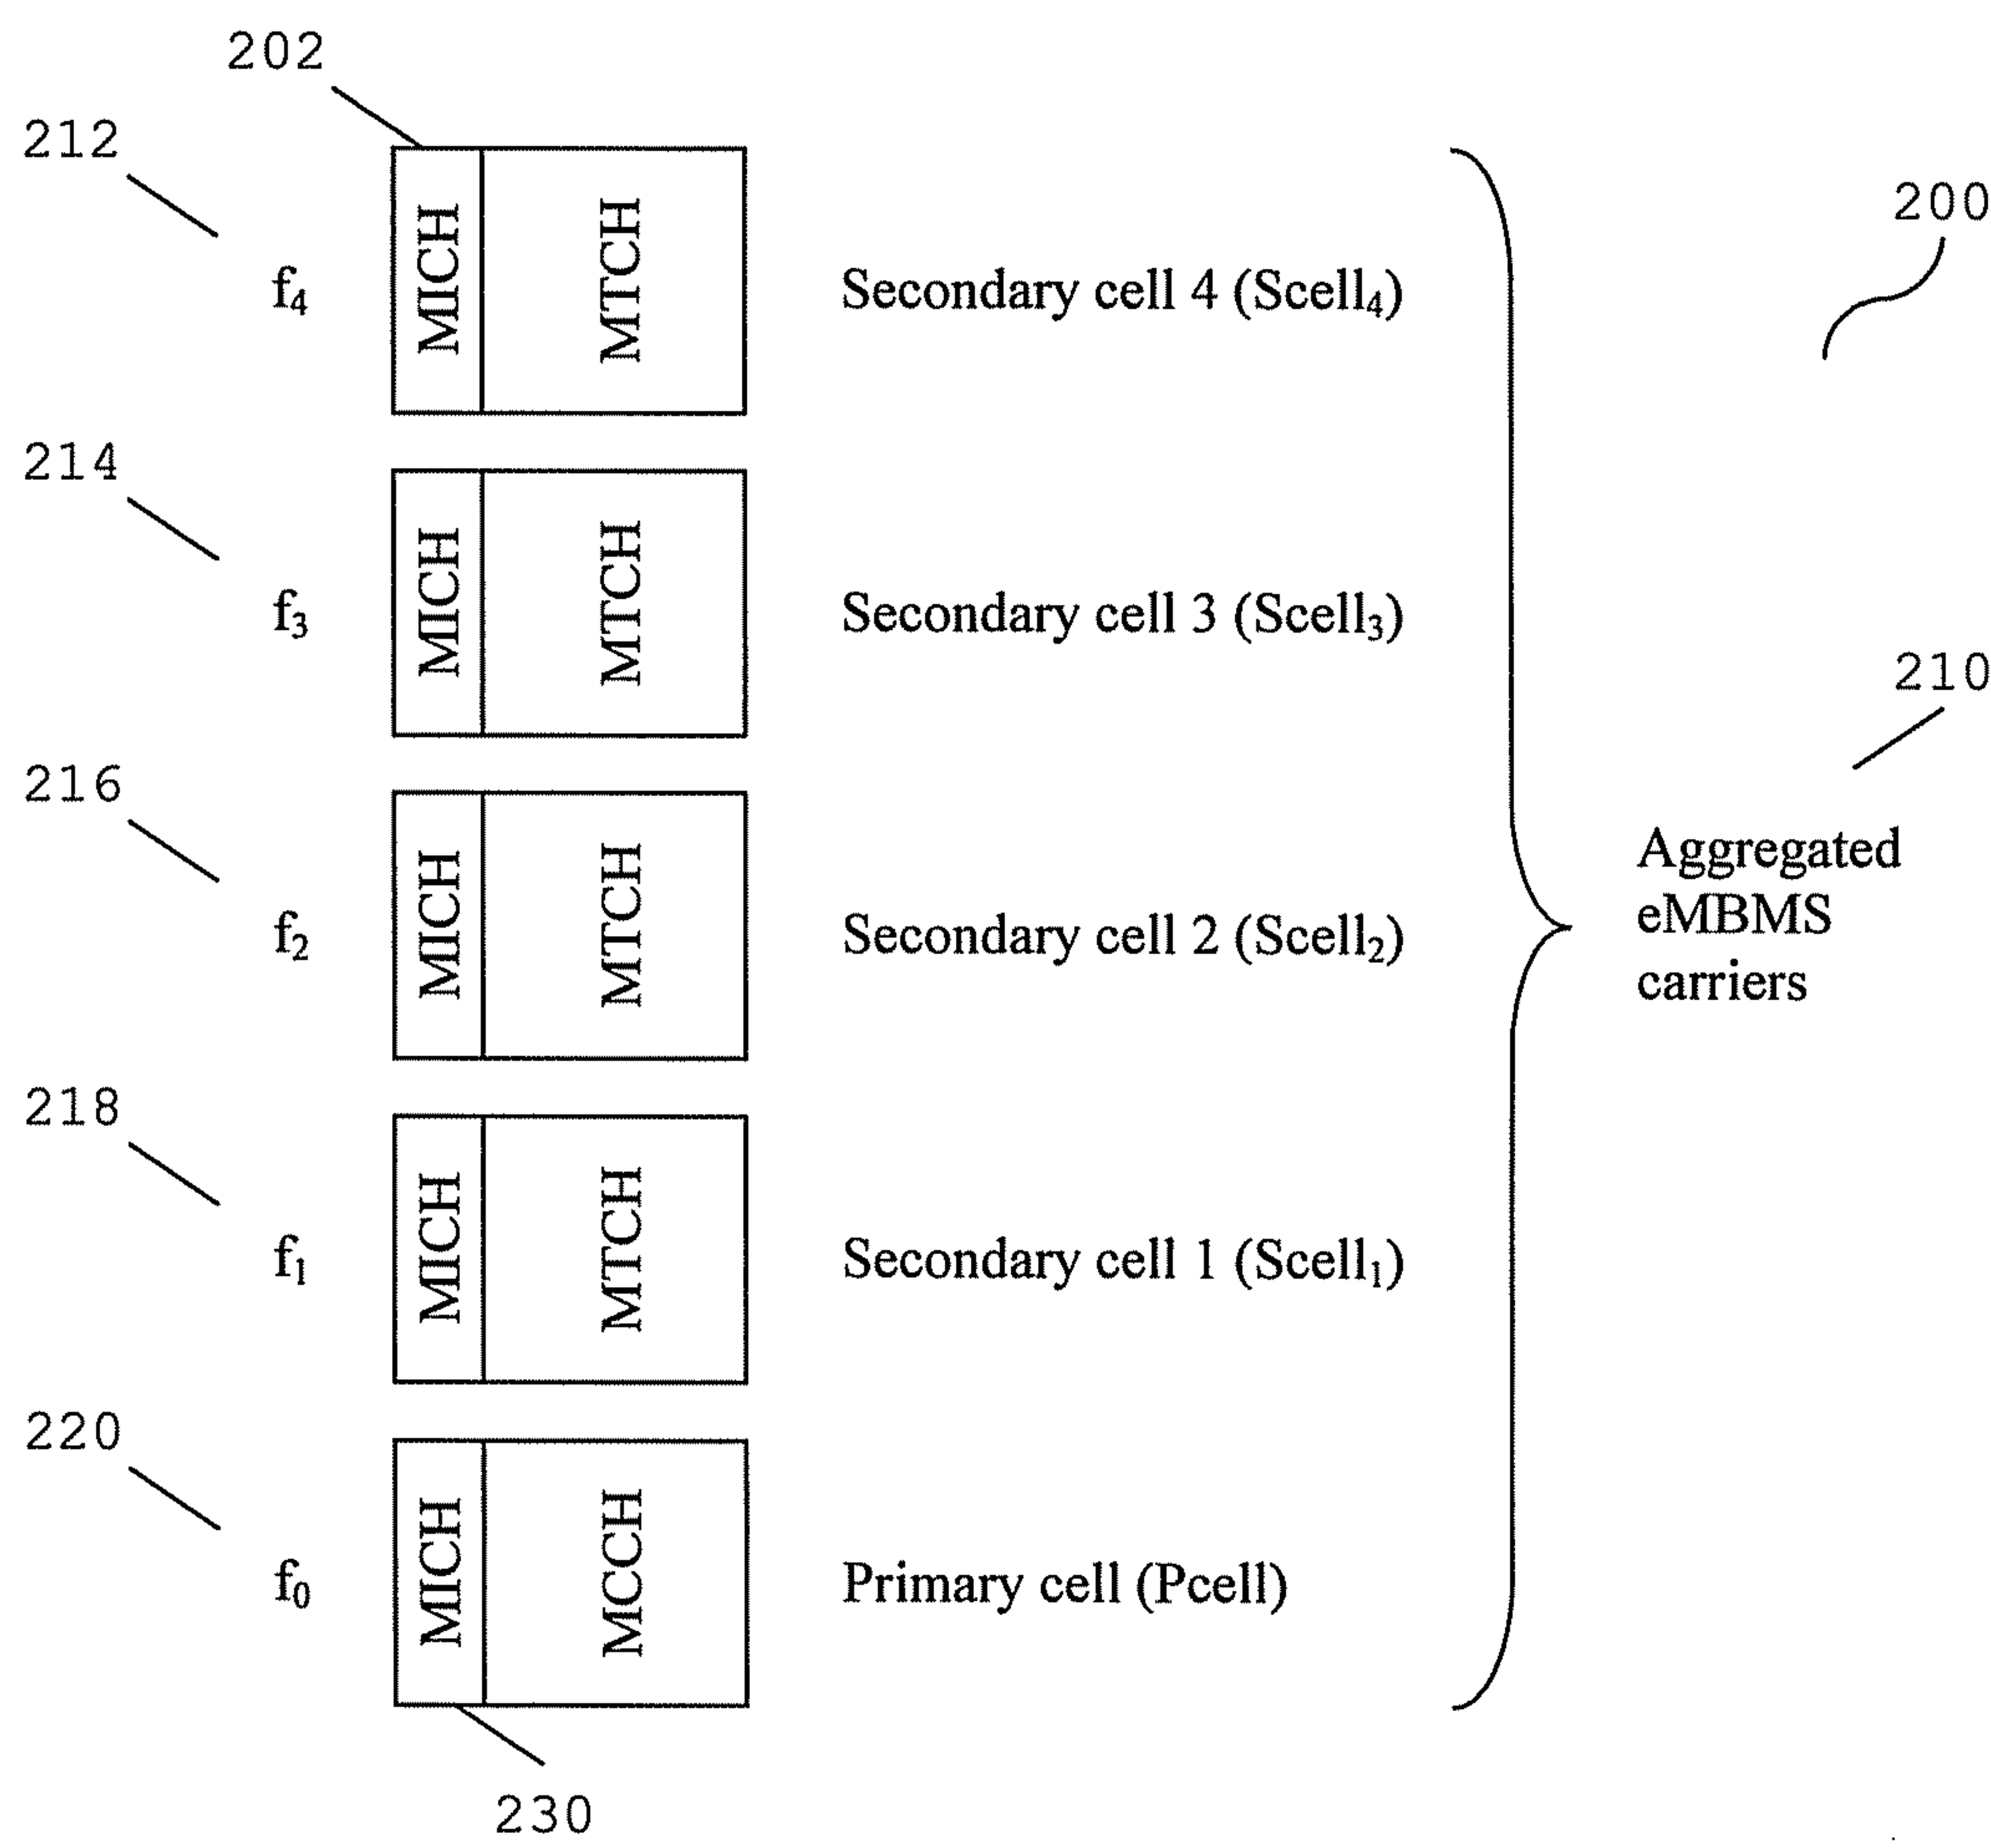 202
212
MICH
MTCH
f4
Secondary cell 4 (Scell4)
200
214
MICH
MTCH
f3
Secondary cell 3 (Scell3)
210
216
MICH
MTCH
f2
Secondary cell 2 (Scell2)
Aggregated
eMBMS
carriers
218
MICH
MTCH
f1
Secondary cell 1 (Scell1)
220
MICH
MCCH
f0
Primary cell (Pcell)
230